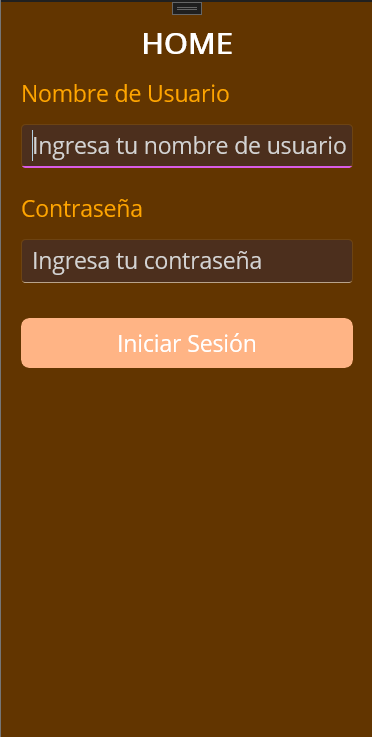 HOME
Nombre de Usuario
Ingresa tu nombre de usuario
Contraseña
Ingresa tu contraseña
Iniciar Sesión